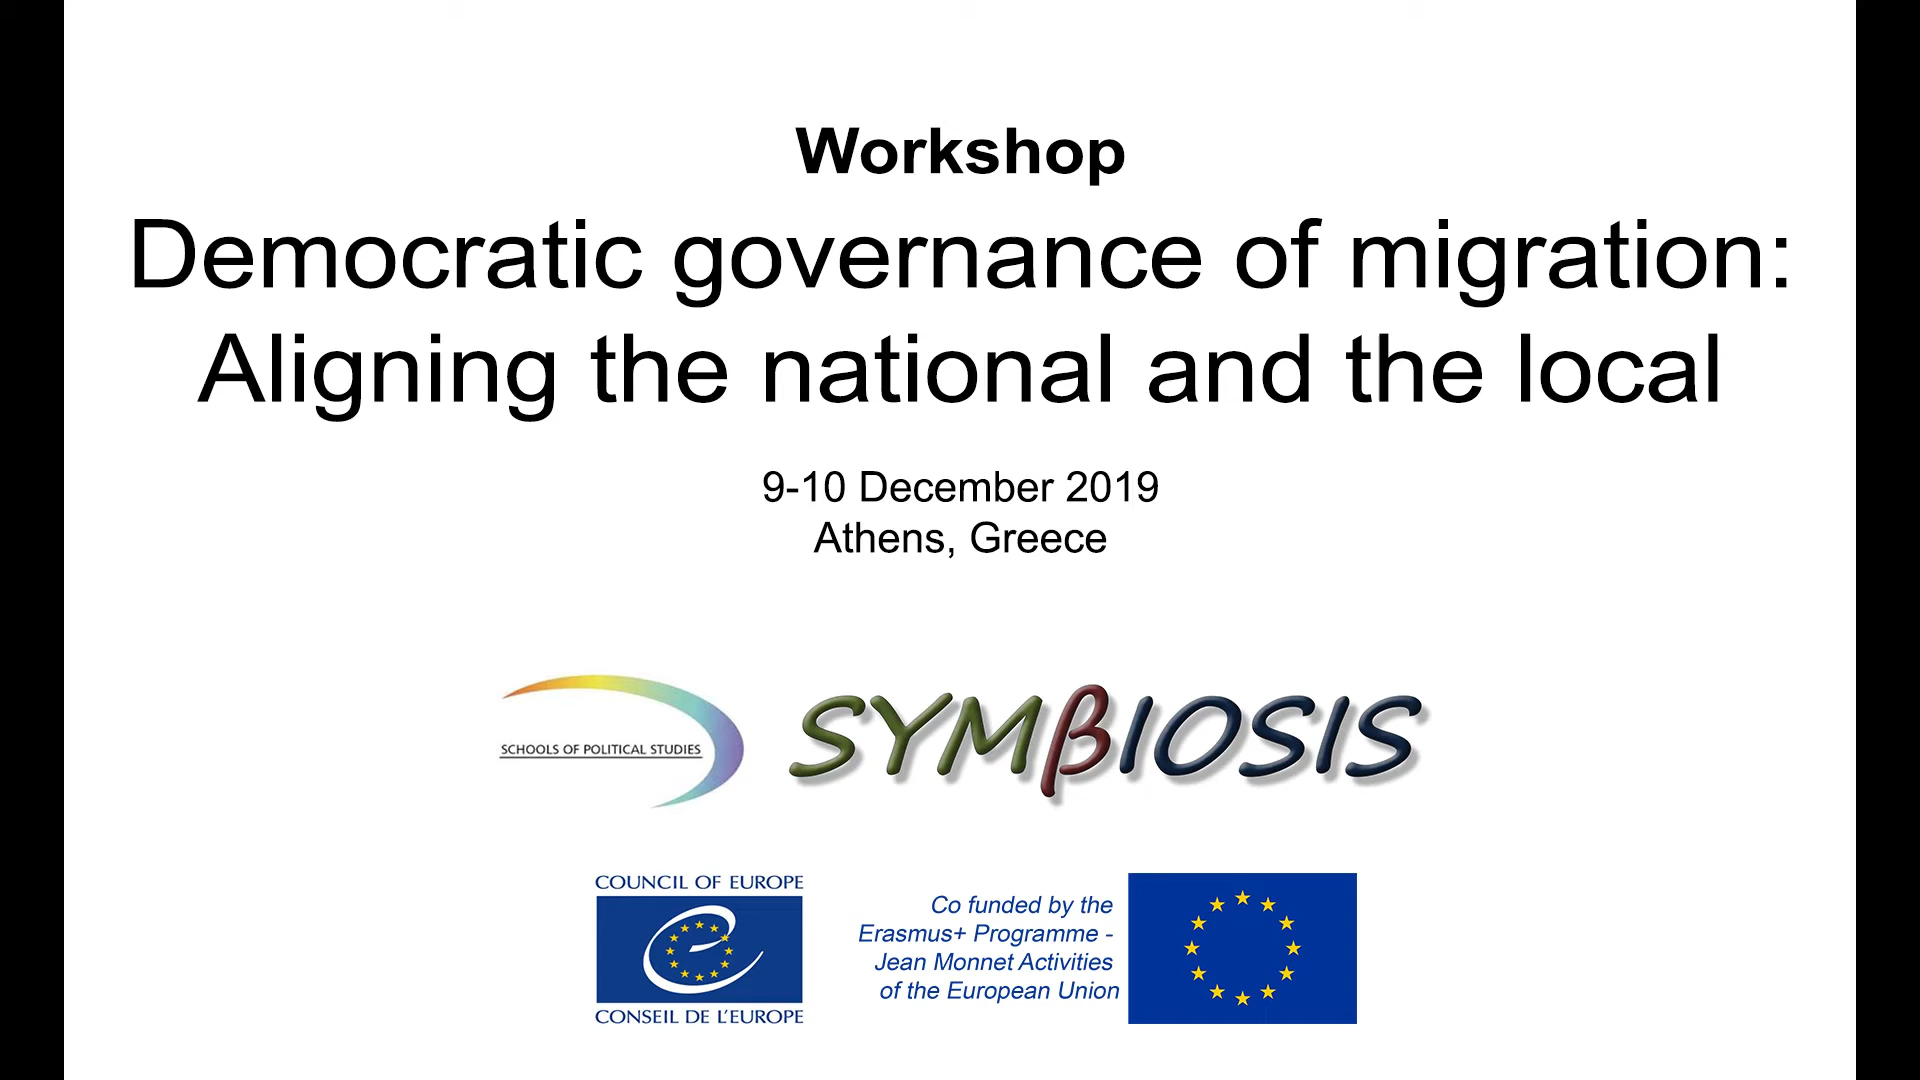 Workshop
Democratic governance of migration:
Aligning the national and the local
9-10 December 2019
Athens, Greece
SCHOOLS OF POLITICAL STUDIES
SYMβIOSIS
COUNCIL OF EUROPE
CONSEIL DE L'EUROPE
Co funded by the
Erasmus+ Programme -
Jean Monnet Activities
of the European Union